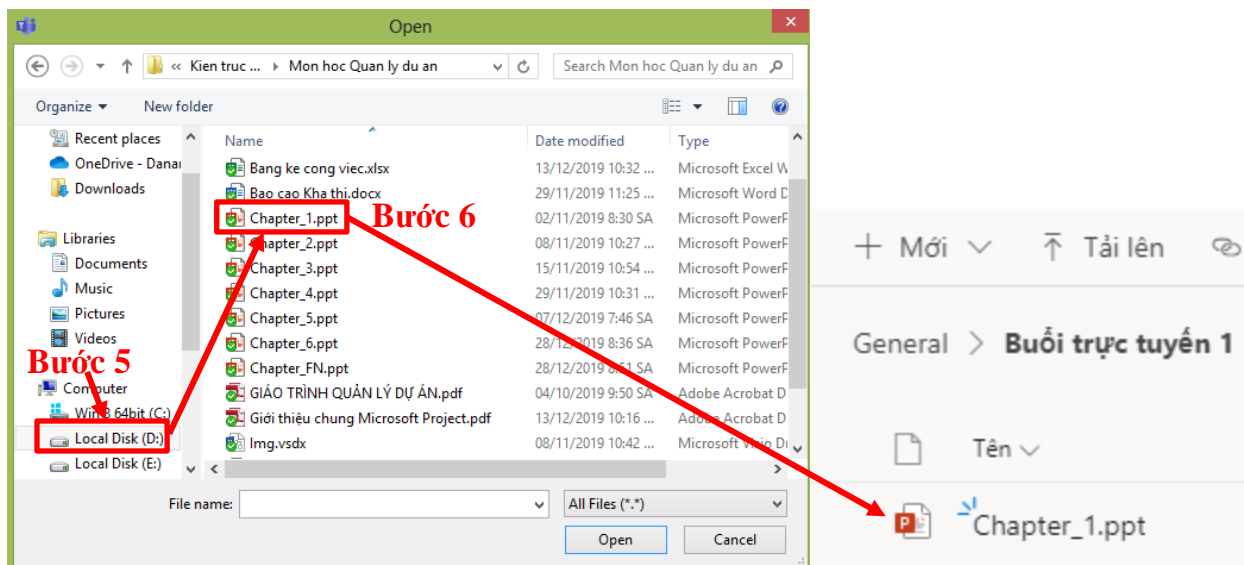 Open
« Kien truc ... Mon hoc Quan ly du an
Search Mon hoc Quan ly du an
Organize
New folder
Recent places
OneDrive - Danar
Downloads
Libraries
Documents
Music
Pictures
Videos
Computer
Win 8 64bit (C:)
Local Disk (D:)
Local Disk (E:)
Name Date modified Type
Bang ke cong viec.xlsx 13/12/2019 10:32 ... Microsoft Excel W
Bao cao Kha thi.docx 29/11/2019 11:25 ... Microsoft Word D
Chapter_1.ppt 02/11/2019 8:30 SA Microsoft PowerP
Chapter_2.ppt 08/11/2019 10:27 ... Microsoft PowerP
Chapter_3.ppt 15/11/2019 10:54 ... Microsoft PowerP
Chapter_4.ppt 29/11/2019 10:31 ... Microsoft PowerP
Chapter_5.ppt 07/12/2019 7:46 SA Microsoft PowerP
Chapter_6.ppt 28/12/2019 8:36 SA Microsoft PowerP
Chapter_FN.ppt 28/12/2019 8:51 SA Microsoft PowerP
GIÁO TRÌNH QUẢN LÝ DỰ ÁN.pdf 04/10/2019 9:50 SA Adobe Acrobat D
Giới thiệu chung Microsoft Project.pdf 13/12/2019 10:16 ... Adobe Acrobat D
Img.vsdx 08/11/2019 10:42 ... Microsoft Visio Dr
Bước 5
Bước 6
File name:
All Files (*.*)
Open
Cancel
Mới
Tải lên
General > Buổi trực tuyến 1
Tên
Chapter_1.ppt